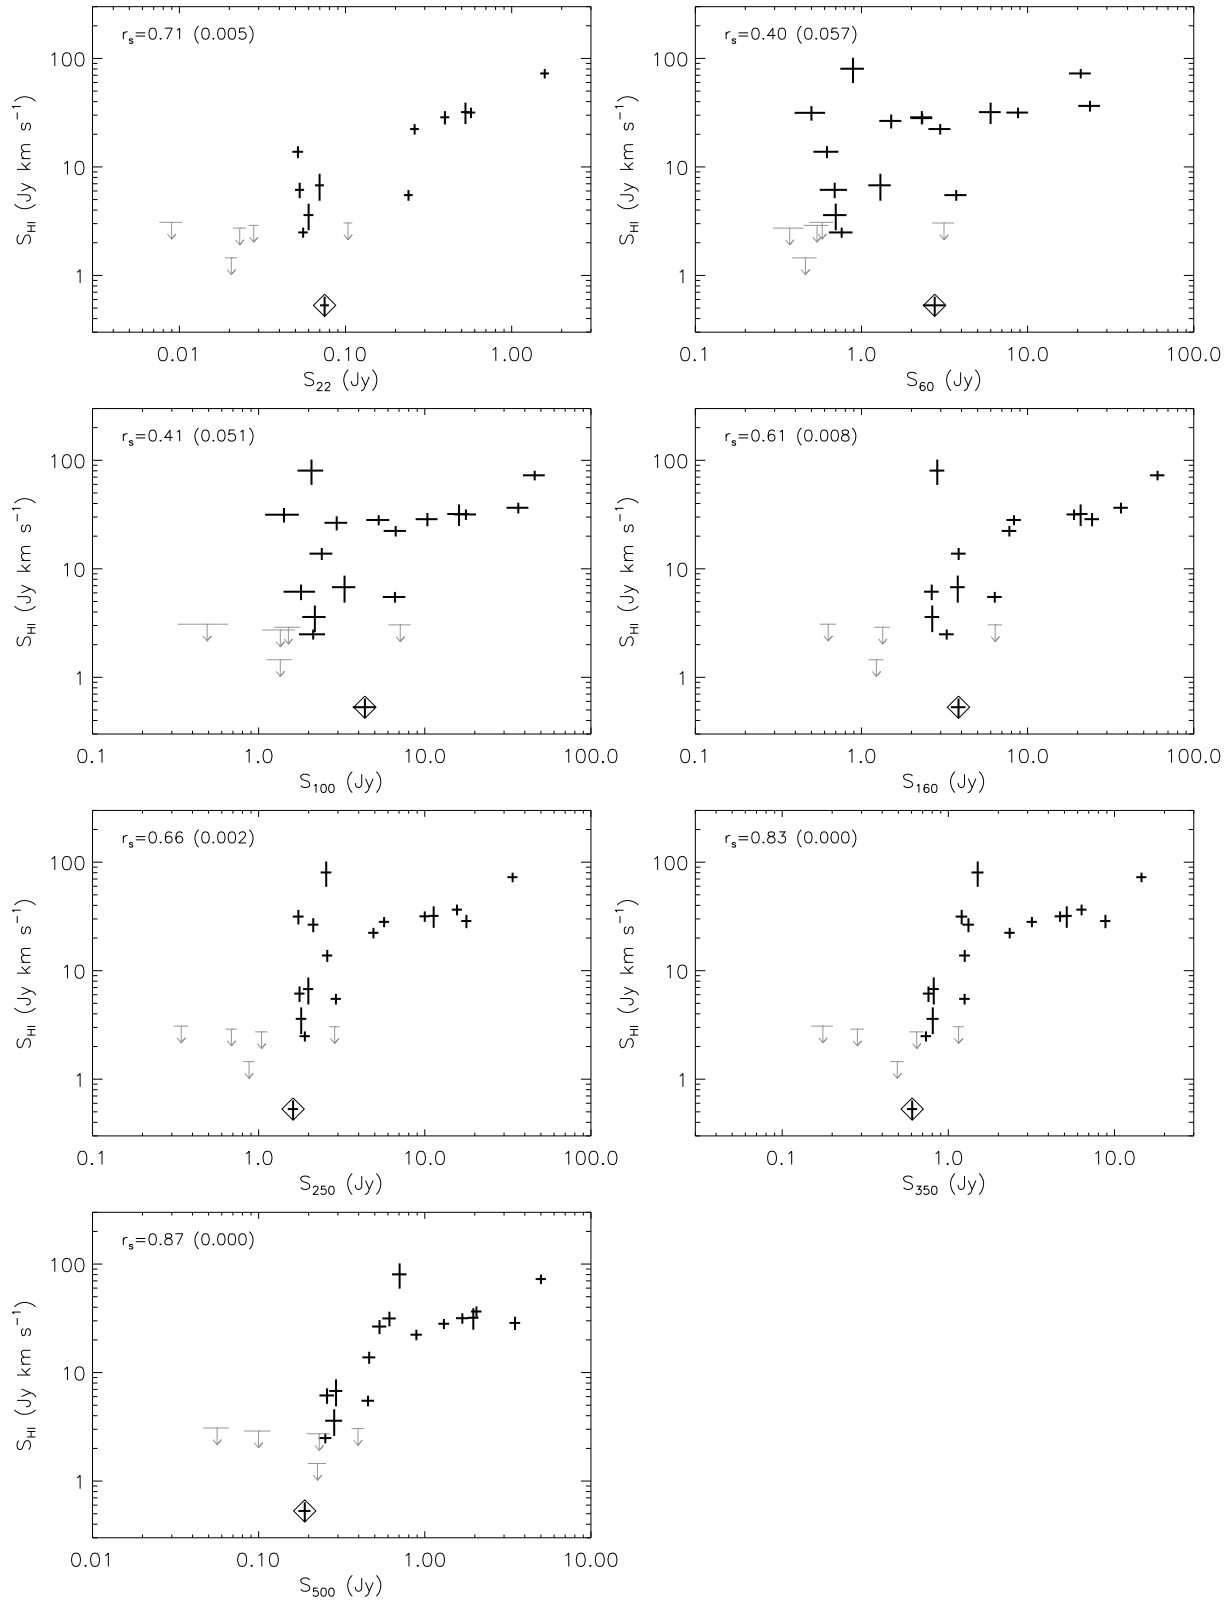 r_s=0.71 (0.005)
100
10
1
S_HI (Jy km s⁻¹)
0.01 0.10 1.00
S_22 (Jy)
r_s=0.40 (0.057)
100
10
1
S_HI (Jy km s⁻¹)
0.1 1.0 10.0 100.0
S_60 (Jy)
r_s=0.41 (0.051)
100
10
1
S_HI (Jy km s⁻¹)
0.1 1.0 10.0 100.0
S_100 (Jy)
r_s=0.61 (0.008)
100
10
1
S_HI (Jy km s⁻¹)
0.1 1.0 10.0 100.0
S_160 (Jy)
r_s=0.66 (0.002)
100
10
1
S_HI (Jy km s⁻¹)
0.1 1.0 10.0 100.0
S_250 (Jy)
r_s=0.83 (0.000)
100
10
1
S_HI (Jy km s⁻¹)
0.1 1.0 10.0
S_350 (Jy)
r_s=0.87 (0.000)
100
10
1
S_HI (Jy km s⁻¹)
0.01 0.10 1.00 10.00
S_500 (Jy)